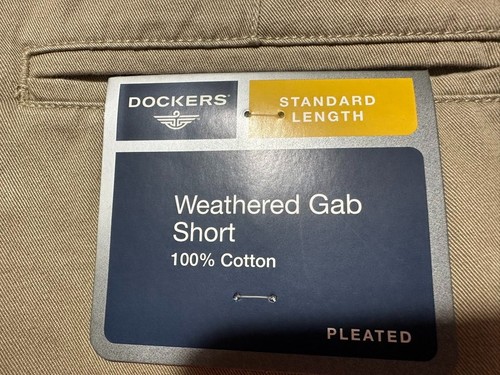 DOCKERS®
STANDARD
LENGTH
Weathered Gab
Short
100% Cotton
PLEATED